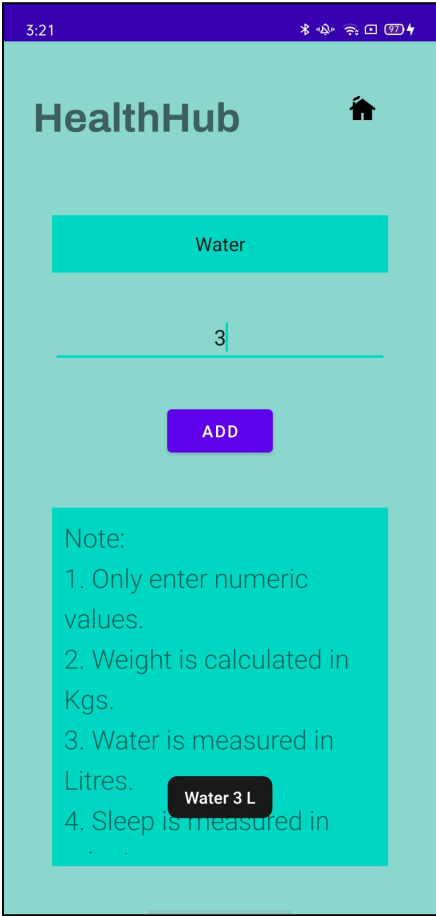 3:21
97
HealthHub
Water
3
ADD
Note:
1. Only enter numeric
values.
2. Weight is calculated in
Kgs.
3. Water is measured in
Litres.
Water 3 L
4. Sleep is measured in